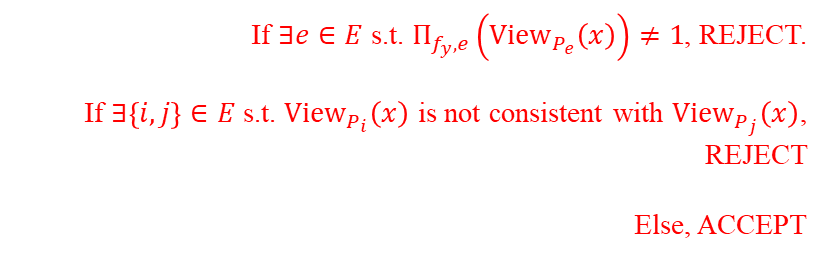 If ∃e ∈ E s.t. Π_{f_y,e}(View_{P_e}(x)) ≠ 1, REJECT.
If ∃{i, j} ∈ E s.t. View_{P_i}(x) is not consistent with View_{P_j}(x),
REJECT
Else, ACCEPT